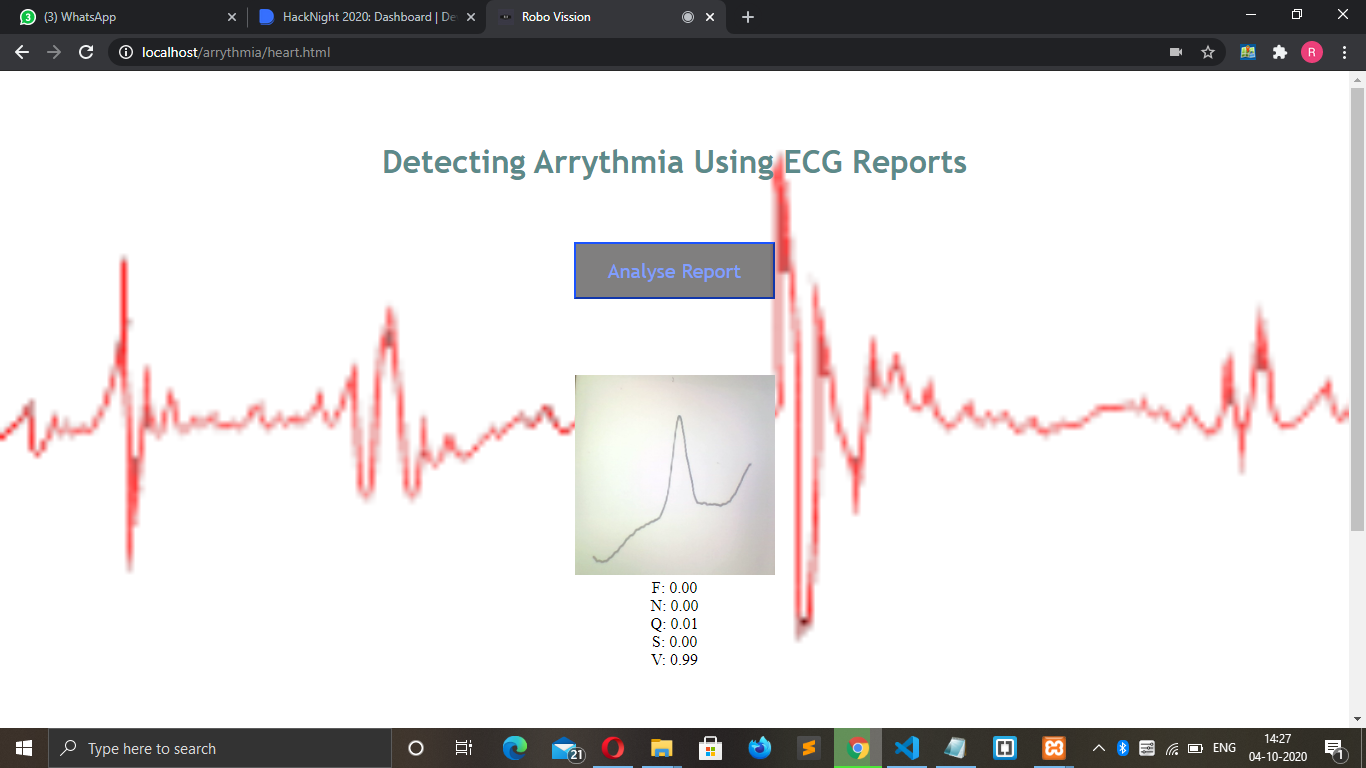 3
(3) WhatsApp
HackNight 2020: Dashboard | De
Robo Vission
localhost/arrythmia/heart.html
R
Detecting Arrythmia Using ECG Reports
Analyse Report
F: 0.00
N: 0.00
Q: 0.01
S: 0.00
V: 0.99
Type here to search
21
ENG
14:27
04-10-2020
1